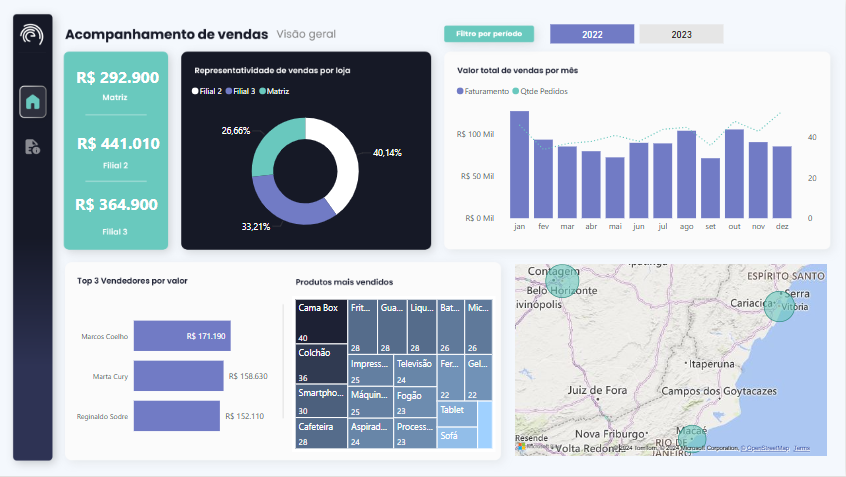 Acompanhamento de vendas Visão geral
Filtro por período
2022
2023
R$ 292.900
Matriz
R$ 441.010
Filial 2
R$ 364.900
Filial 3
Representatividade de vendas por loja
Filial 2 Filial 3 Matriz
26,66%
40,14%
33,21%
Valor total de vendas por mês
Faturamento Qtde Pedidos
R$ 100 Mil
R$ 50 Mil
R$ 0 Mil
40
20
0
jan fev mar abr mai jun jul ago set out nov dez
Top 3 Vendedores por valor
Marcos Coelho
R$ 171.190
Marta Cury
R$ 158.630
Reginaldo Sodre
R$ 152.110
Produtos mais vendidos
Cama Box
40
Colchão
36
Smartpho...
30
Cafeteira
28
Frit...
28
Gua...
28
Liqu...
28
Bat...
26
Mic...
26
Impress...
25
Televisão
24
Máquin...
25
Fogão
23
Aspirad...
24
Process...
23
Fer...
22
Gel...
22
Tablet
Sofá
Contagem
Belo Horizonte
ivinópolis
ESPÍRITO SANTO
Serra
Cariacica
Vitória
Itaperuna
Juiz de Fora
Campos dos Goytacazes
Nova Friburgo
Macaé
Resende
Volta Redond
RIO DE
JANEIRO
2024 TomTom, © 2024 Microsoft Corporation, © OpenStreetMap Terms